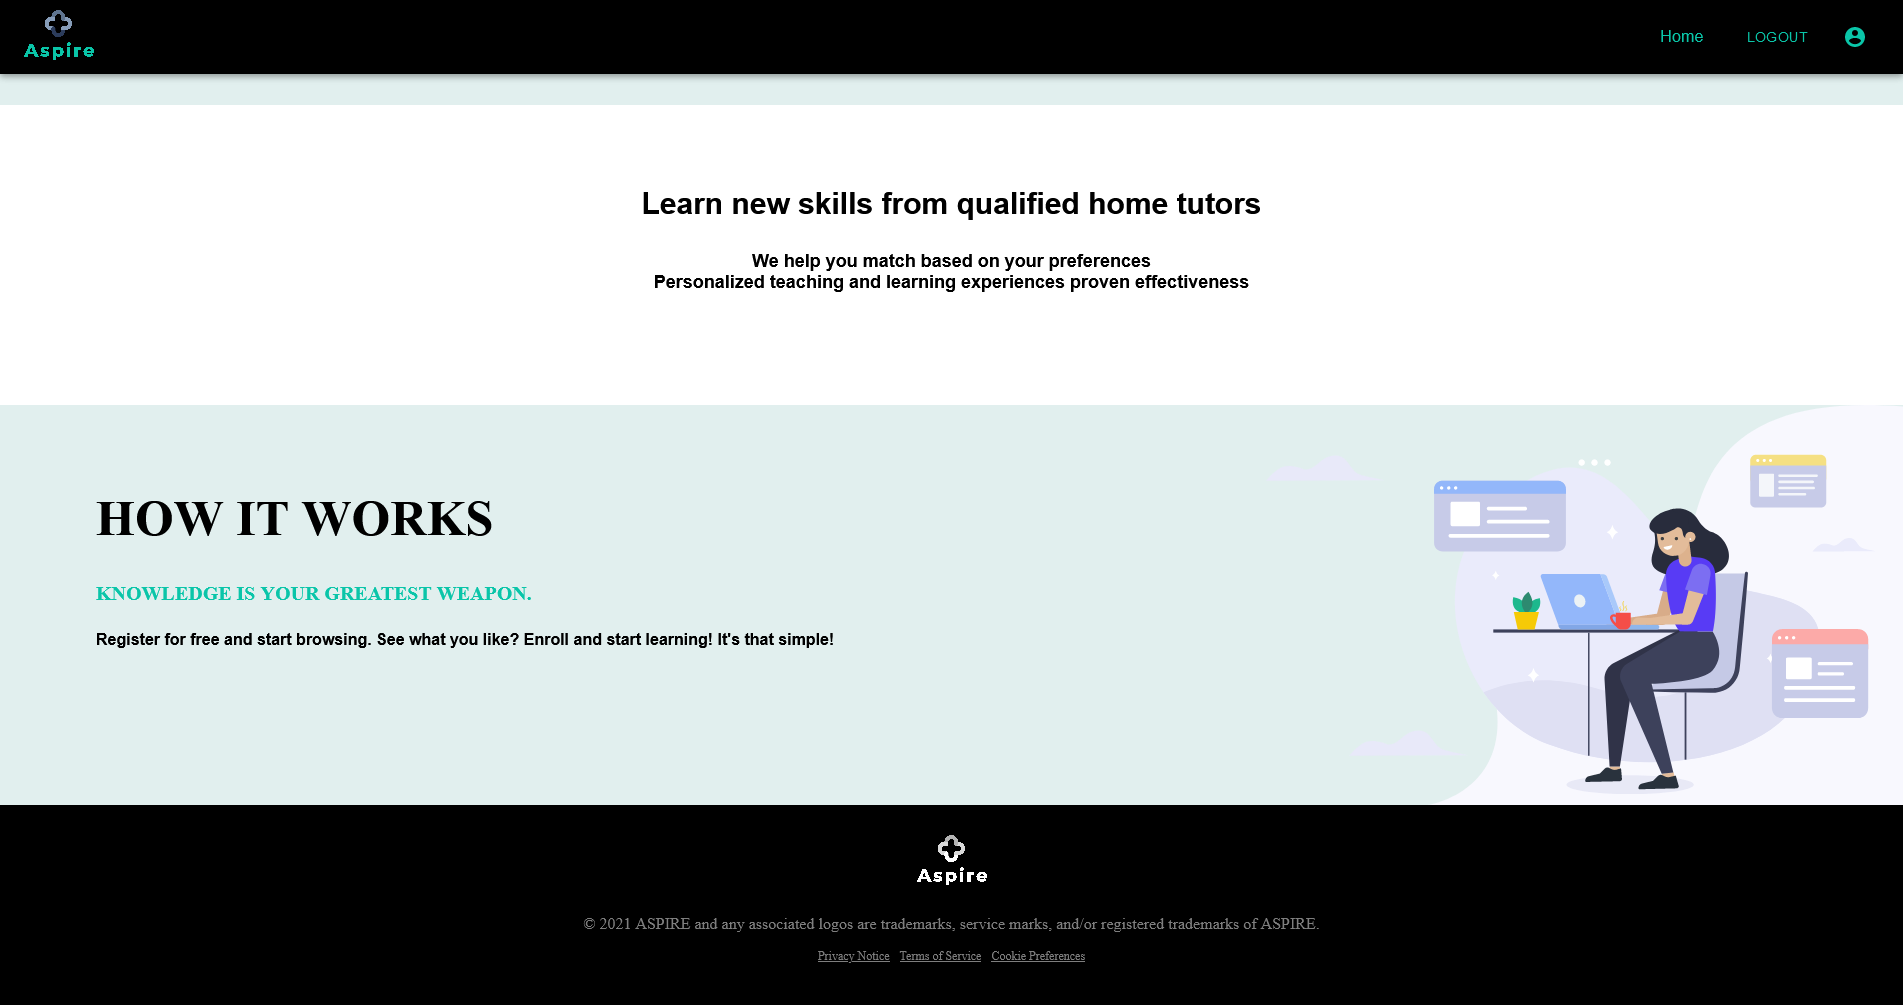 Aspire
Home LOGOUT
Learn new skills from qualified home tutors
We help you match based on your preferences
Personalized teaching and learning experiences proven effectiveness
HOW IT WORKS
KNOWLEDGE IS YOUR GREATEST WEAPON.
Register for free and start browsing. See what you like? Enroll and start learning! It's that simple!
Aspire
© 2021 ASPIRE and any associated logos are trademarks, service marks, and/or registered trademarks of ASPIRE.
Privacy Notice Terms of Service Cookie Preferences